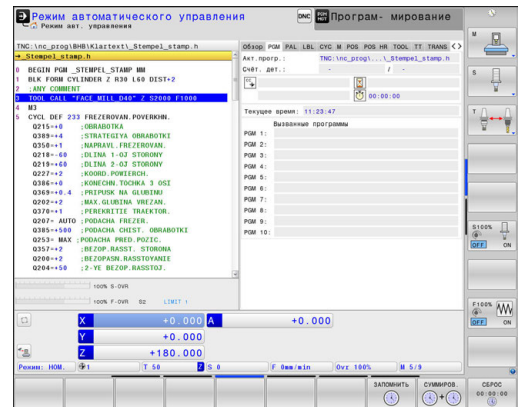 Режим автоматического управления
Режим авт. управления
DNC
Програм- мирование
TNC:\nc_prog\BHB\Klartext\_Stempel_stamp.h
→_Stempel_stamp.h
0 BEGIN PGM _STEMPEL_STAMP MM
1 BLK FORM CYLINDER Z R30 L60 DIST+2
2 ;ANY COMMENT
3 TOOL CALL "FACE_MILL_D40" Z S2000 F1000
4 M3
5 CYCL DEF 233 FREZEROVAN.POVERKHN.
Q215=+0 ;OBRABOTKA
Q389=+4 ;STRATEGIYA OBRABOTKI
Q350=+1 ;NAPRAVL.FREZEROVAN.
Q218=-60 ;DLINA 1-OJ STORONY
Q219=+60 ;DLINA 2-OJ STORONY
Q227=+2 ;KOORD.POWIERCH.
Q386=+0 ;KONECHN.TOCHKA 3 OSI
Q369=+0.4 ;PRIPUSK NA GLUBINU
Q202=+2 ;MAX.GLUBINA VREZAN.
Q370=+1 ;PEREKRITIE TRAEKTOR.
Q207= AUTO ;PODACHA FREZER.
Q385=+500 ;PODACHA CHIST. OBRABOTKI
Q253= MAX ;PODACHA PRED.POZIC.
Q357=+2 ;BEZOP.RASST. STORONA
Q200=+2 ;BEZOPASN.RASSTOYANIE
Q204=+50 ;2-YE BEZOP.RASSTOJ.
Обзор PGM PAL LBL CYC M POS POS HR TOOL TT TRANS
Акт.прогр.: TNC:\nc_prog\...\_Stempel_stamp.h
Счёт. дет.: - / -
00:00:00
Текущее время: 11:23:47
Вызванные программы
PGM 1:
PGM 2:
PGM 3:
PGM 4:
PGM 5:
PGM 6:
PGM 7:
PGM 8:
PGM 9:
PGM 10:
100% S-OVR
100% F-OVR S2 LIMIT 1
X +0.000 A +0.000
Y +0.000
Z +180.000
Режим: НОМ. 1 T 50 Z S 0 F 0mm/min Ovr 100% M 5/9
M
S
T
S100%
OFF ON
F100%
OFF ON
ЗАПОМНИТЬ
СУММИРОВ.
СБРОС
00:00:00